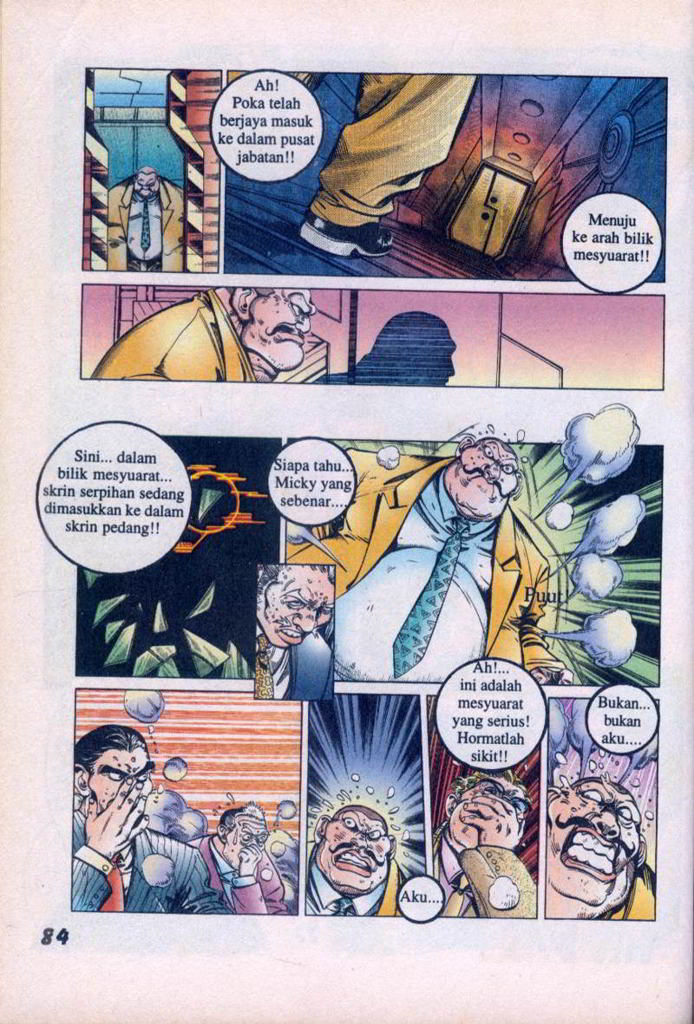 Ah!
Poka telah
berjaya masuk
ke dalam pusat
jabatan!!
Menuju
ke arah bilik
mesyuarat!!
Sini... dalam
bilik mesyuarat...
skrin serpihan sedang
dimasukkan ke dalam
skrin pedang!!
Siapa tahu...
Micky yang
sebenar....
Puut
Ah!...
ini adalah
mesyuarat
yang serius!
Hormatlah
sikit!!
Bukan...
bukan
aku....
Aku....
84